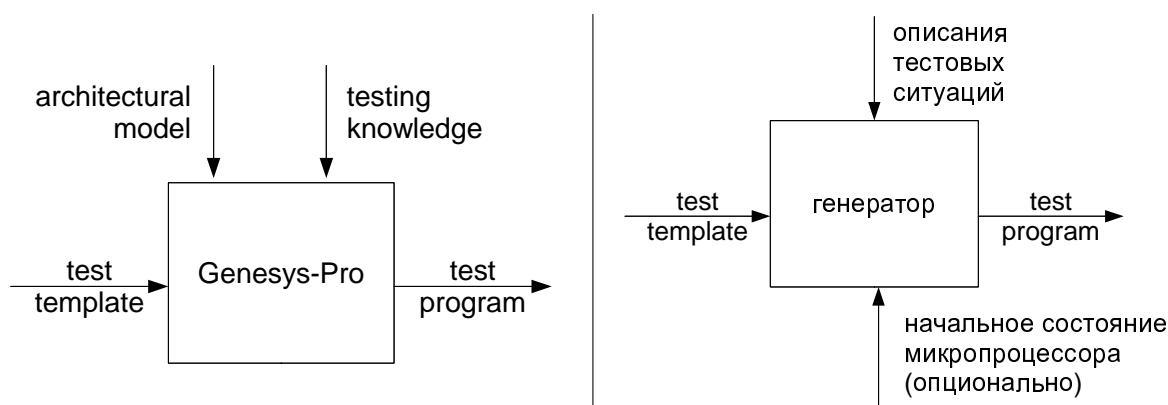 architectural
model
testing
knowledge
test
template
Genesys-Pro
test
program
описания
тестовых
ситуаций
test
template
генератор
test
program
начальное состояние
микропроцессора
(опционально)